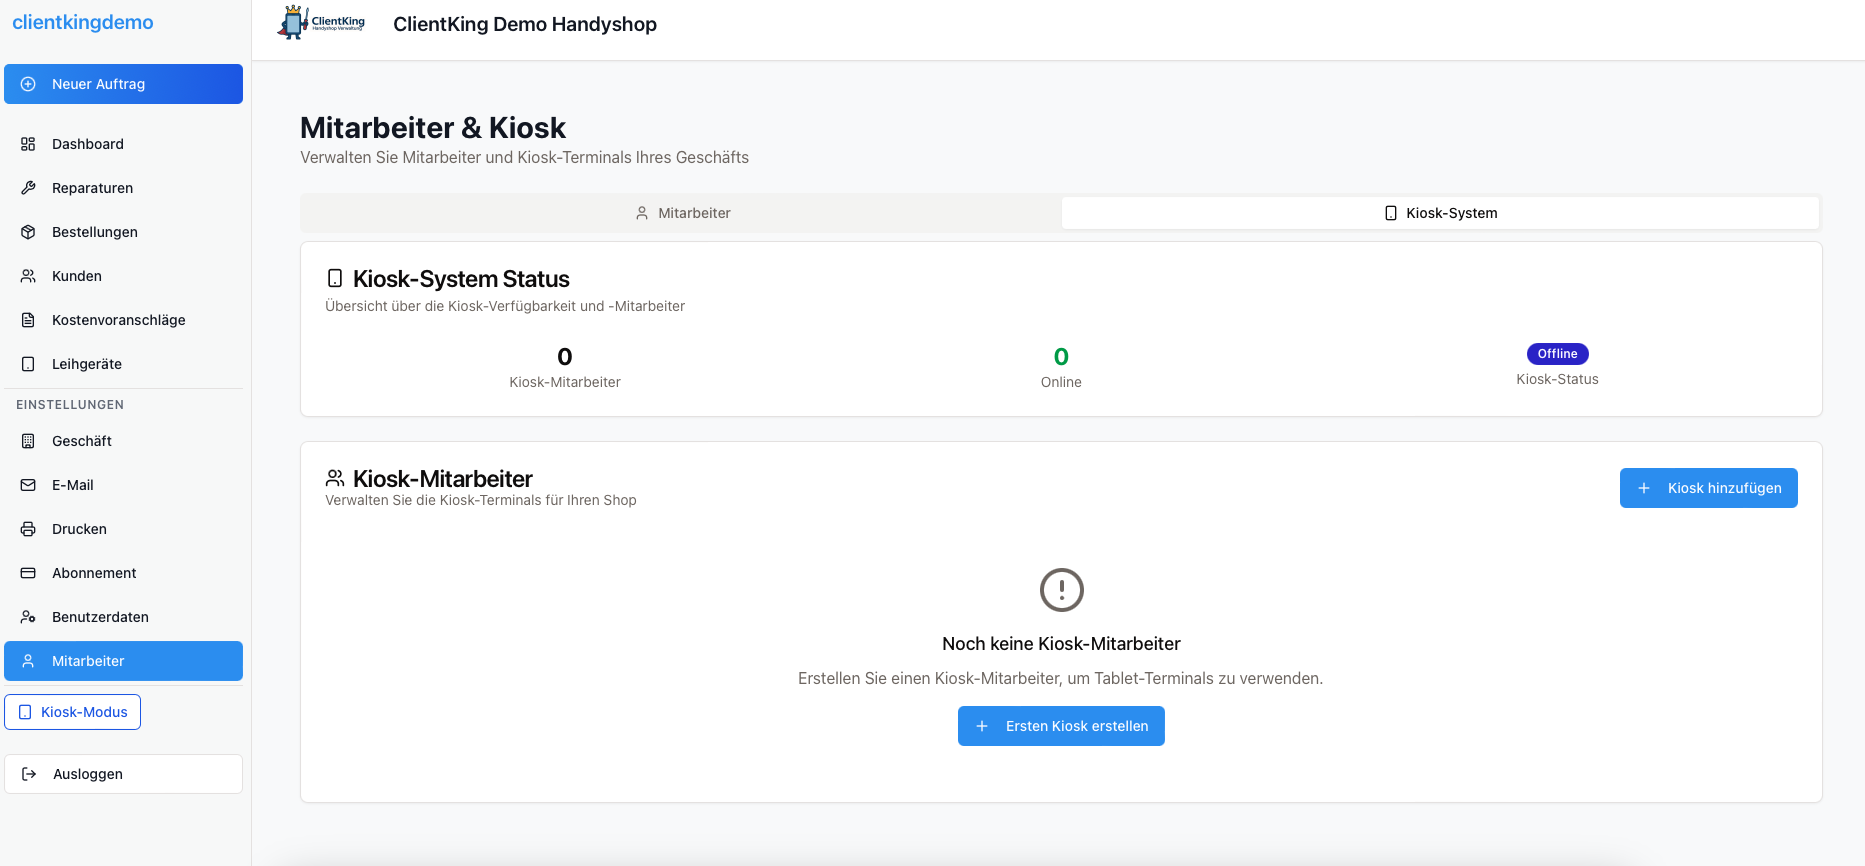 clientkingdemo
ClientKing
Handyshop Verwaltung
ClientKing Demo Handyshop
Neuer Auftrag
Dashboard
Reparaturen
Bestellungen
Kunden
Kostenvoranschläge
Leihgeräte
EINSTELLUNGEN
Geschäft
E-Mail
Drucken
Abonnement
Benutzerdaten
Mitarbeiter
Kiosk-Modus
Ausloggen
Mitarbeiter & Kiosk
Verwalten Sie Mitarbeiter und Kiosk-Terminals Ihres Geschäfts
Mitarbeiter
Kiosk-System
Kiosk-System Status
Übersicht über die Kiosk-Verfügbarkeit und -Mitarbeiter
0
Kiosk-Mitarbeiter
0
Online
Offline
Kiosk-Status
Kiosk-Mitarbeiter
Verwalten Sie die Kiosk-Terminals für Ihren Shop
Kiosk hinzufügen
Noch keine Kiosk-Mitarbeiter
Erstellen Sie einen Kiosk-Mitarbeiter, um Tablet-Terminals zu verwenden.
Ersten Kiosk erstellen